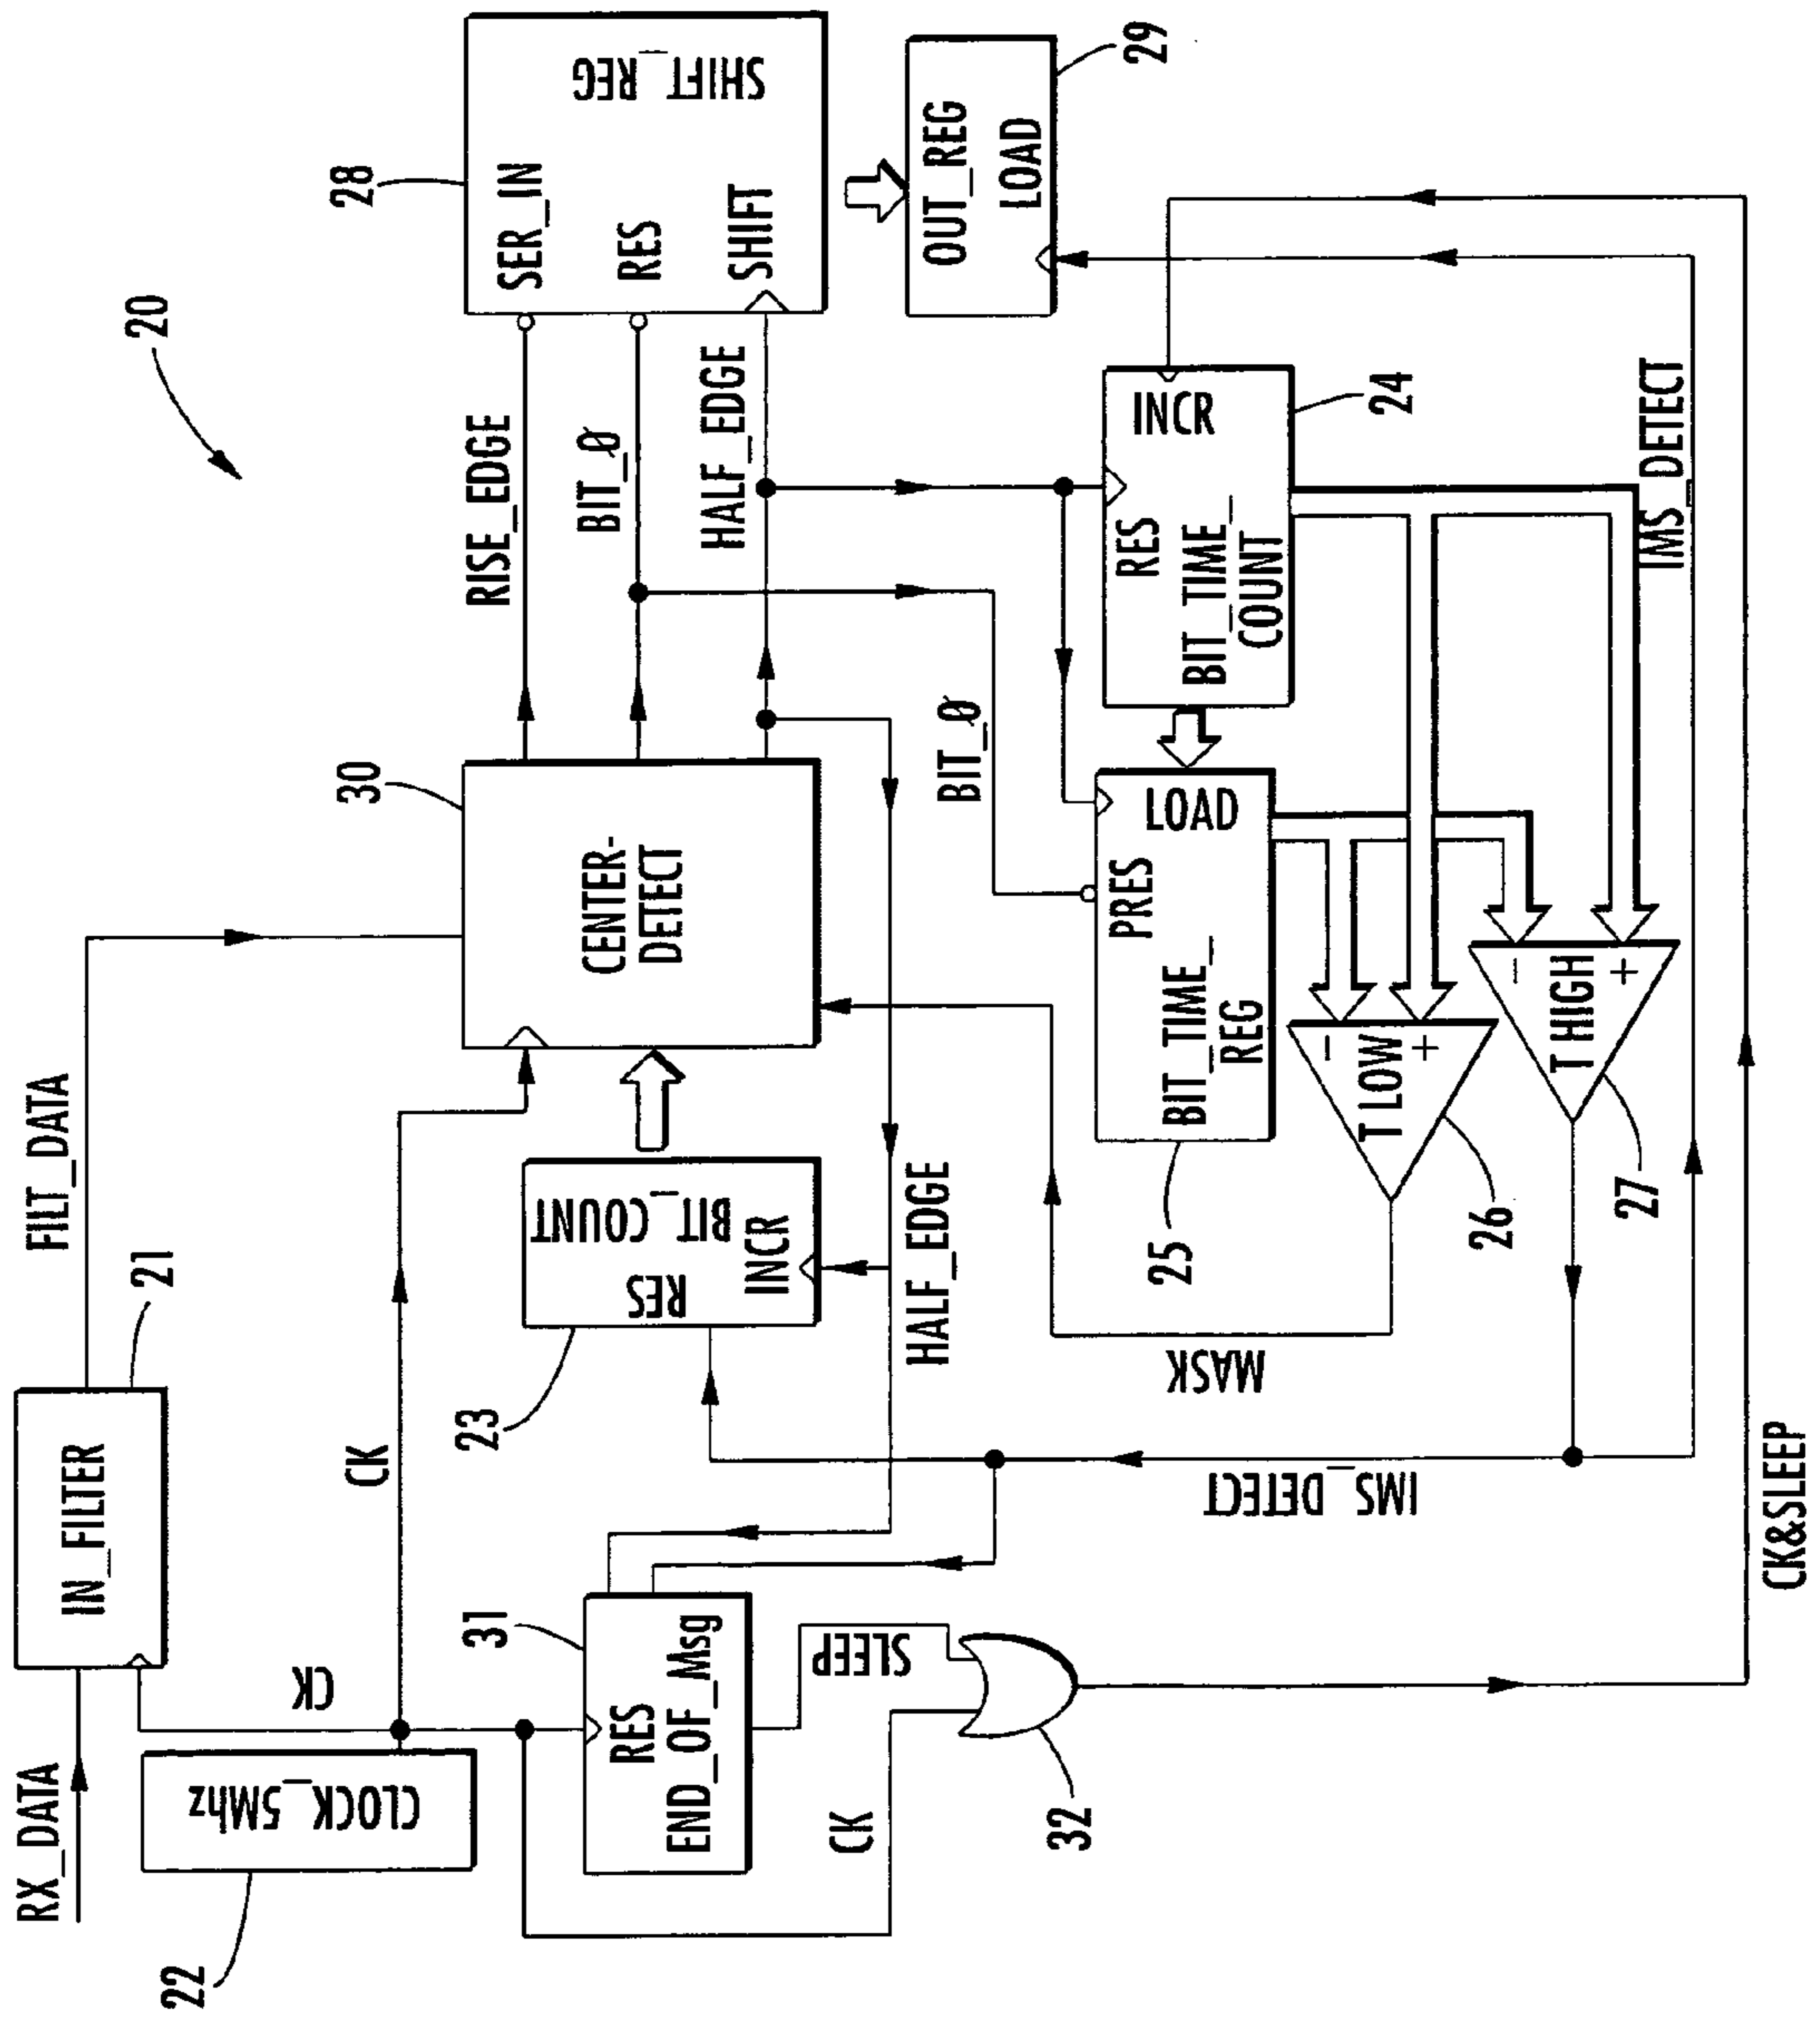 20
RX_DATA
IN_FILTER
21
FILT_DATA
22
CLOCK_5Mhz
CK
CK
30
CENTER-
DETECT
RISE_EDGE
BIT_0
HALF_EDGE
28
SER_IN
RES
SHIFT
SHIFT_REG
29
OUT_REG
LOAD
23
RES
BIT_COUNT
INCR
HALF_EDGE
31
RES
END_OF_Msg
SLEEP
CK
32
MASK
IMS_DETECT
BIT_0
25
PRES
LOAD
BIT_TIME_
REG
24
RES
INCR
BIT_TIME_
COUNT
- T LOW +
26
- T HIGH +
27
IMS_DETECT
CK&SLEEP